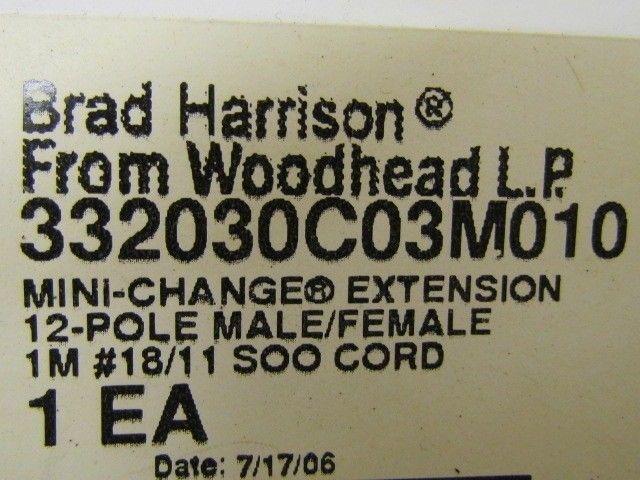 Brad Harrison®
From Woodhead L.P.
332030C03M010
MINI-CHANGE® EXTENSION
12-POLE MALE/FEMALE
1M #18/11 SOO CORD
1 EA
Date: 7/17/06